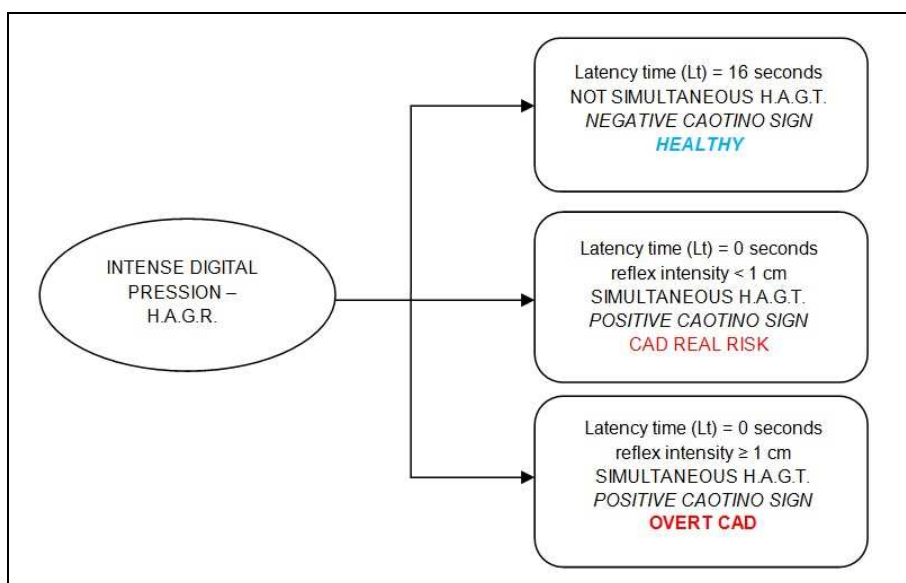 INTENSE DIGITAL
PRESSION –
H.A.G.R.
Latency time (Lt) = 16 seconds
NOT SIMULTANEOUS H.A.G.T.
NEGATIVE CAOTINO SIGN
HEALTHY
Latency time (Lt) = 0 seconds
reflex intensity < 1 cm
SIMULTANEOUS H.A.G.T.
POSITIVE CAOTINO SIGN
CAD REAL RISK
Latency time (Lt) = 0 seconds
reflex intensity ≥ 1 cm
SIMULTANEOUS H.A.G.T.
POSITIVE CAOTINO SIGN
OVERT CAD